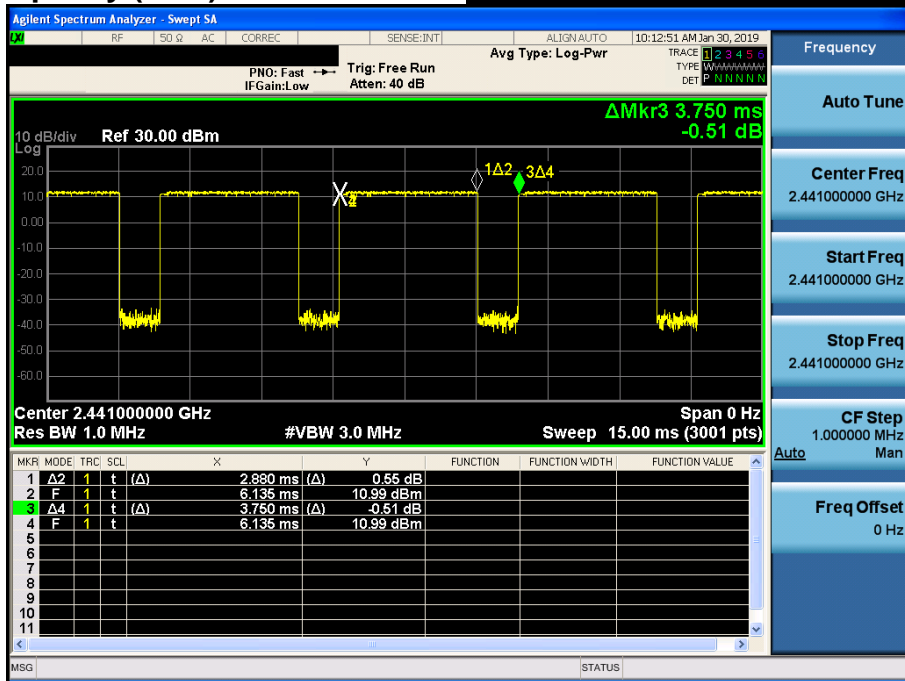 Agilent Spectrum Analyzer - Swept SA
LXI RF 50 Ω AC CORREC SENSE:INT ALIGN AUTO 10:12:51 AM Jan 30, 2019
Avg Type: Log-Pwr
TRACE 1 2 3 4 5 6
PNO: Fast Trig: Free Run
TYPE WWWWWW
IFGain:Low Atten: 40 dB
DET P N N N N N
Frequency
Auto Tune
ΔMkr3 3.750 ms
-0.51 dB
10 dB/div Ref 30.00 dBm
Log
20.0
10.0
0.00
-10.0
-20.0
-30.0
-40.0
-50.0
-60.0
1Δ2
3Δ4
Center Freq
2.441000000 GHz
Start Freq
2.441000000 GHz
Stop Freq
2.441000000 GHz
Center 2.441000000 GHz Span 0 Hz
Res BW 1.0 MHz #VBW 3.0 MHz Sweep 15.00 ms (3001 pts)
CF Step
1.000000 MHz
Auto Man
MKR MODE TRC SCL X Y FUNCTION FUNCTION WIDTH FUNCTION VALUE
1 Δ2 1 t (Δ) 2.880 ms (Δ) 0.55 dB
2 F 1 t 6.135 ms 10.99 dBm
3 Δ4 1 t (Δ) 3.750 ms (Δ) -0.51 dB
4 F 1 t 6.135 ms 10.99 dBm
5
6
7
8
9
10
11
Freq Offset
0 Hz
MSG STATUS